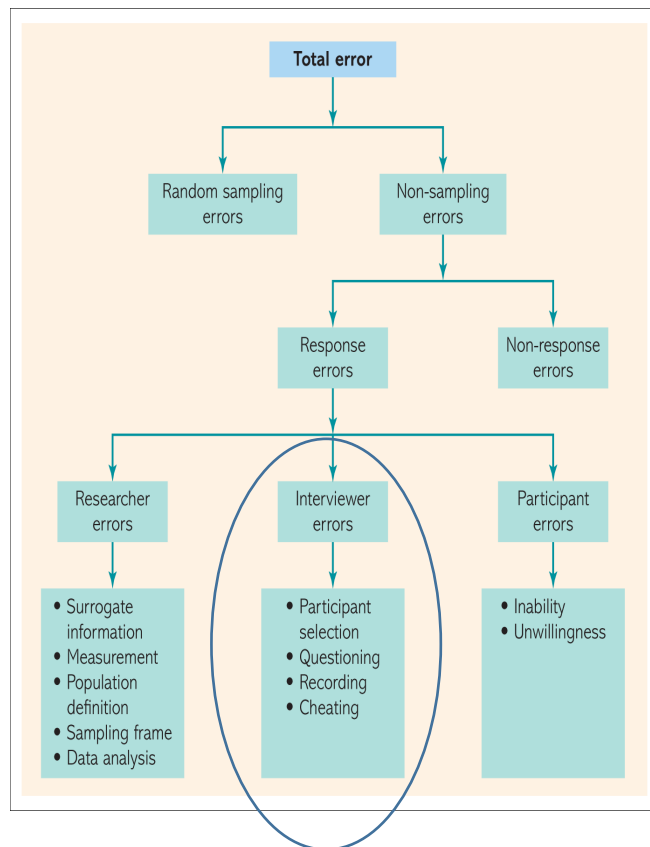 Total error
Random sampling
errors
Non-sampling
errors
Response
errors
Non-response
errors
Researcher
errors
Interviewer
errors
Participant
errors
• Surrogate
information
• Measurement
• Population
definition
• Sampling frame
• Data analysis
• Participant
selection
• Questioning
• Recording
• Cheating
• Inability
• Unwillingness